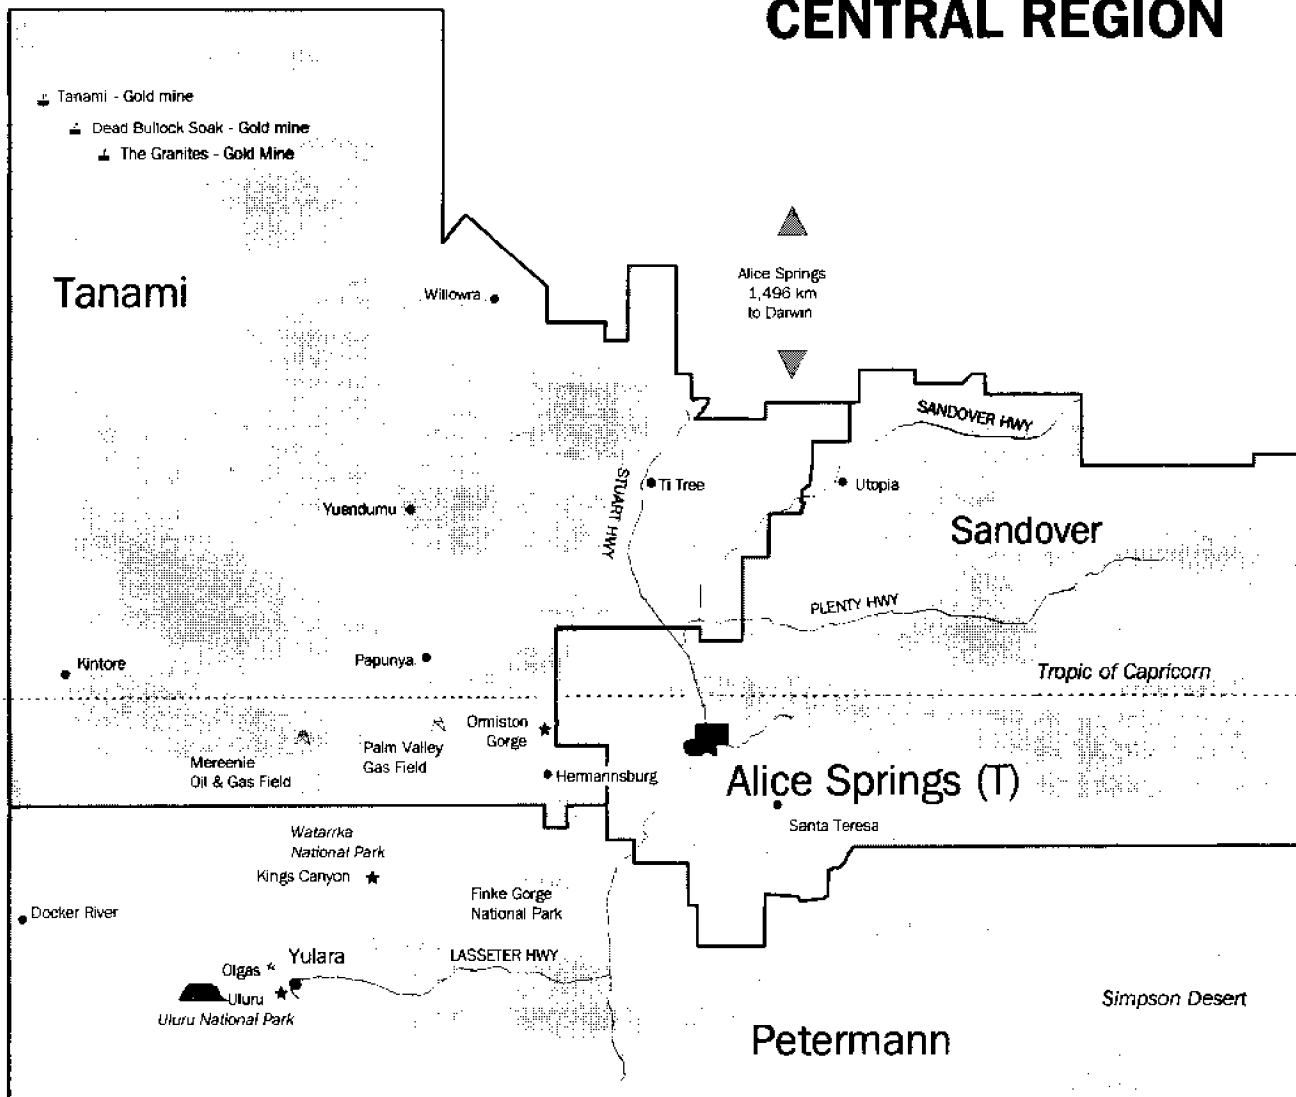 CENTRAL REGION
Tanami - Gold mine
Dead Bullock Soak - Gold mine
The Granites - Gold Mine
Tanami
Willowra
Alice Springs
1,496 km
to Darwin
SANDOVER HWY
STUART HWY
Ti Tree
Utopia
Yuendumu
Sandover
PLENTY HWY
Kintore
Papunya
Tropic of Capricorn
Ormiston
Gorge
Palm Valley
Gas Field
Mereenie
Oil & Gas Field
Hermannsburg
Alice Springs (T)
Santa Teresa
Watarrka
National Park
Kings Canyon
Finke Gorge
National Park
Docker River
Yulara
LASSETER HWY
Olgas
Uluru
Uluru National Park
Simpson Desert
Petermann